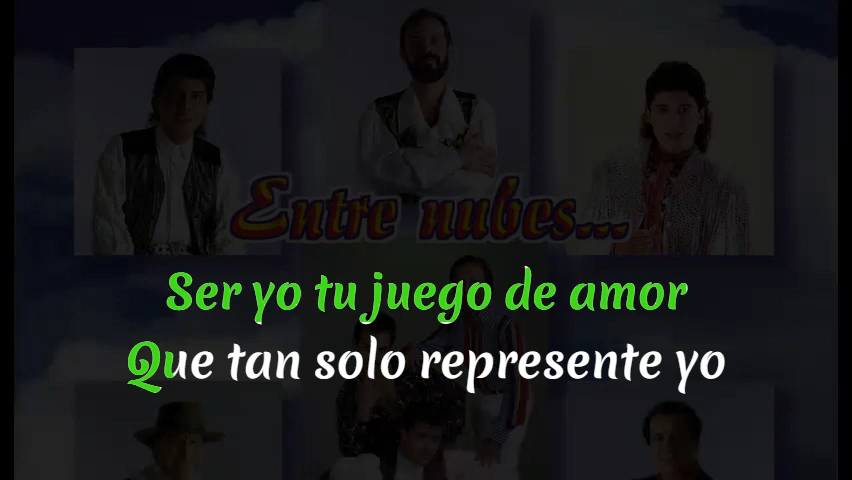 Entre nubes...
Ser yo tu juego de amor
Que tan solo represente yo